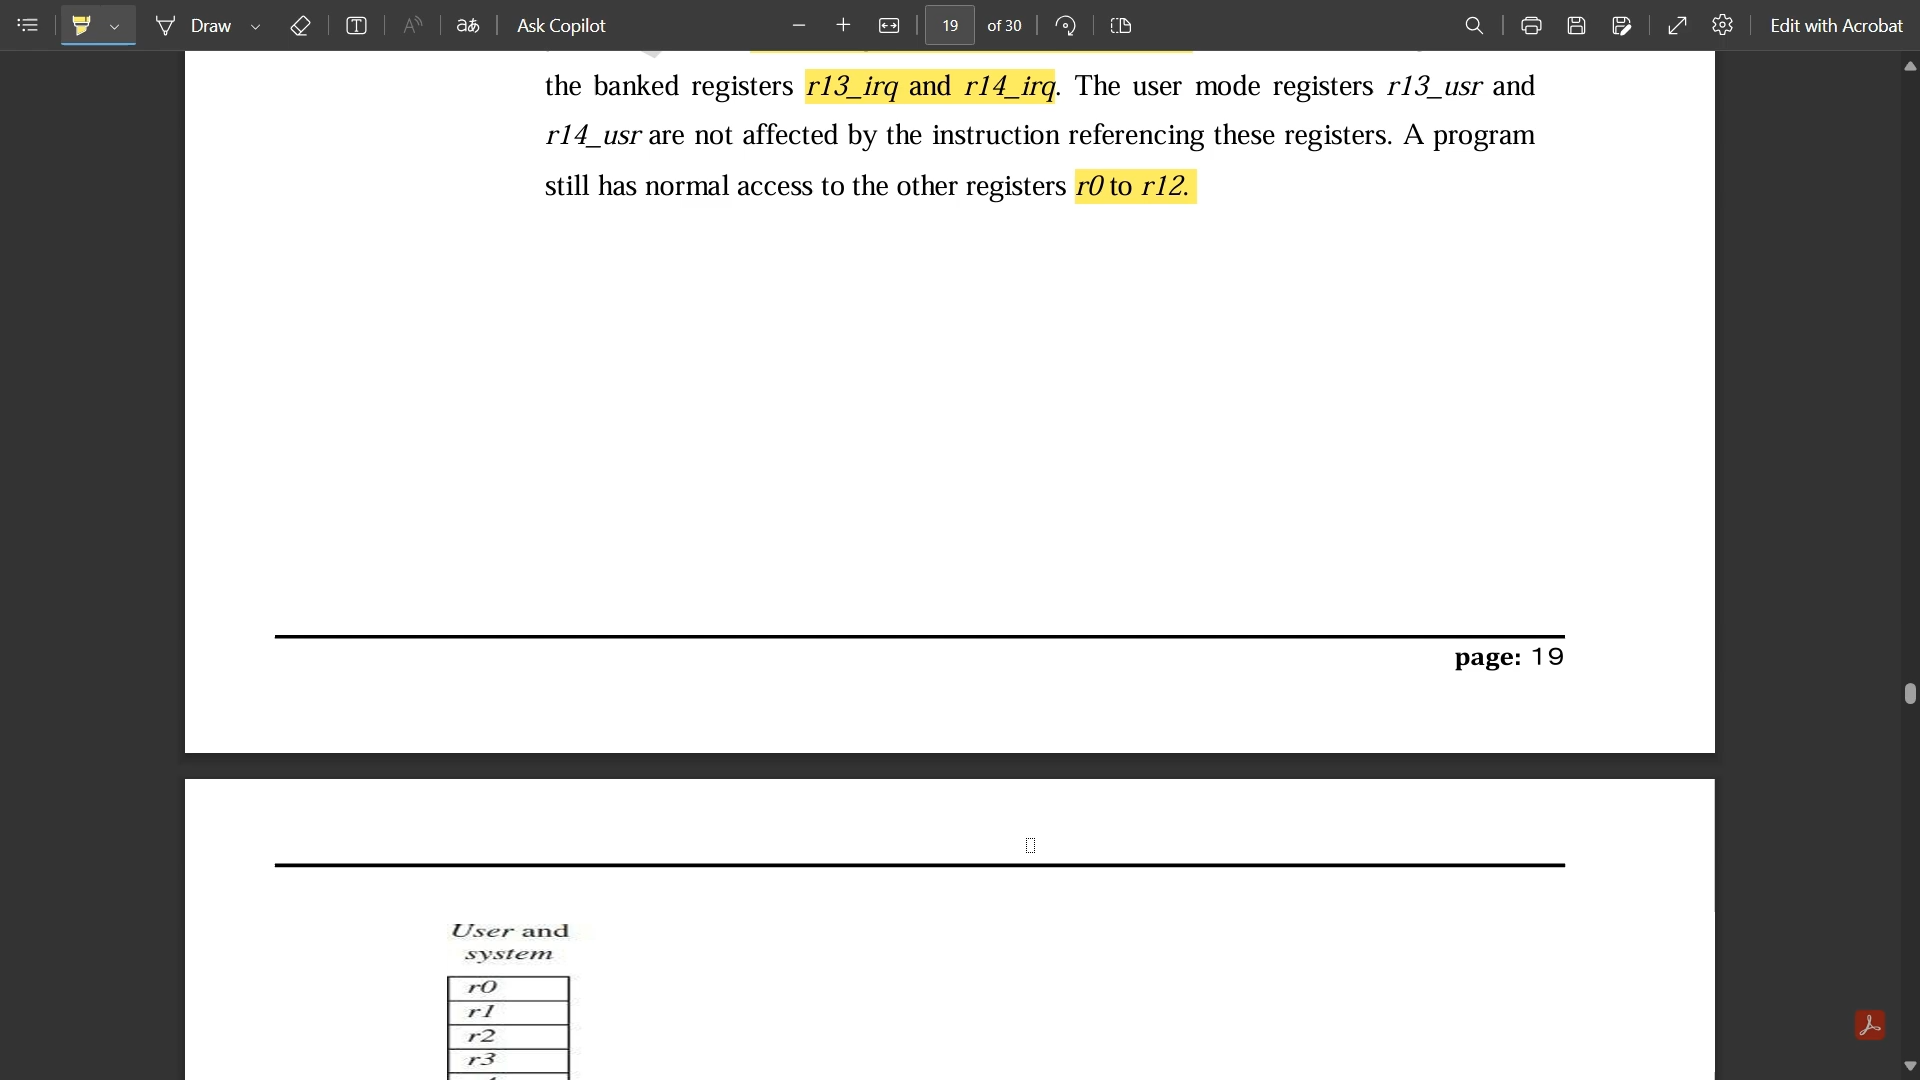 Draw
T
A
aあ
Ask Copilot
19
of 30
Edit with Acrobat
the banked registers r13_irq and r14_irq. The user mode registers r13_usr and
r14_usr are not affected by the instruction referencing these registers. A program
still has normal access to the other registers r0 to r12.
page: 19
User and
system
r0
r1
r2
r3